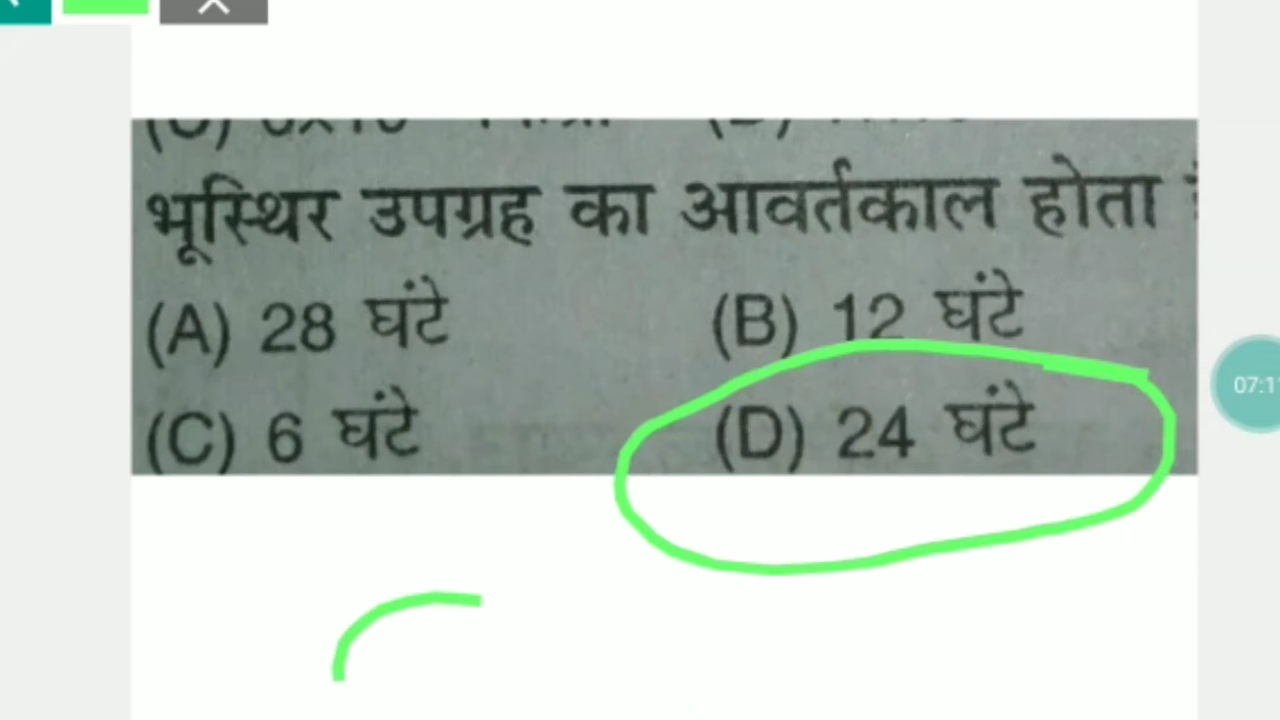 भूस्थिर उपग्रह का आवर्तकाल होता
(A) 28 घंटे (B) 12 घंटे
(C) 6 घंटे (D) 24 घंटे